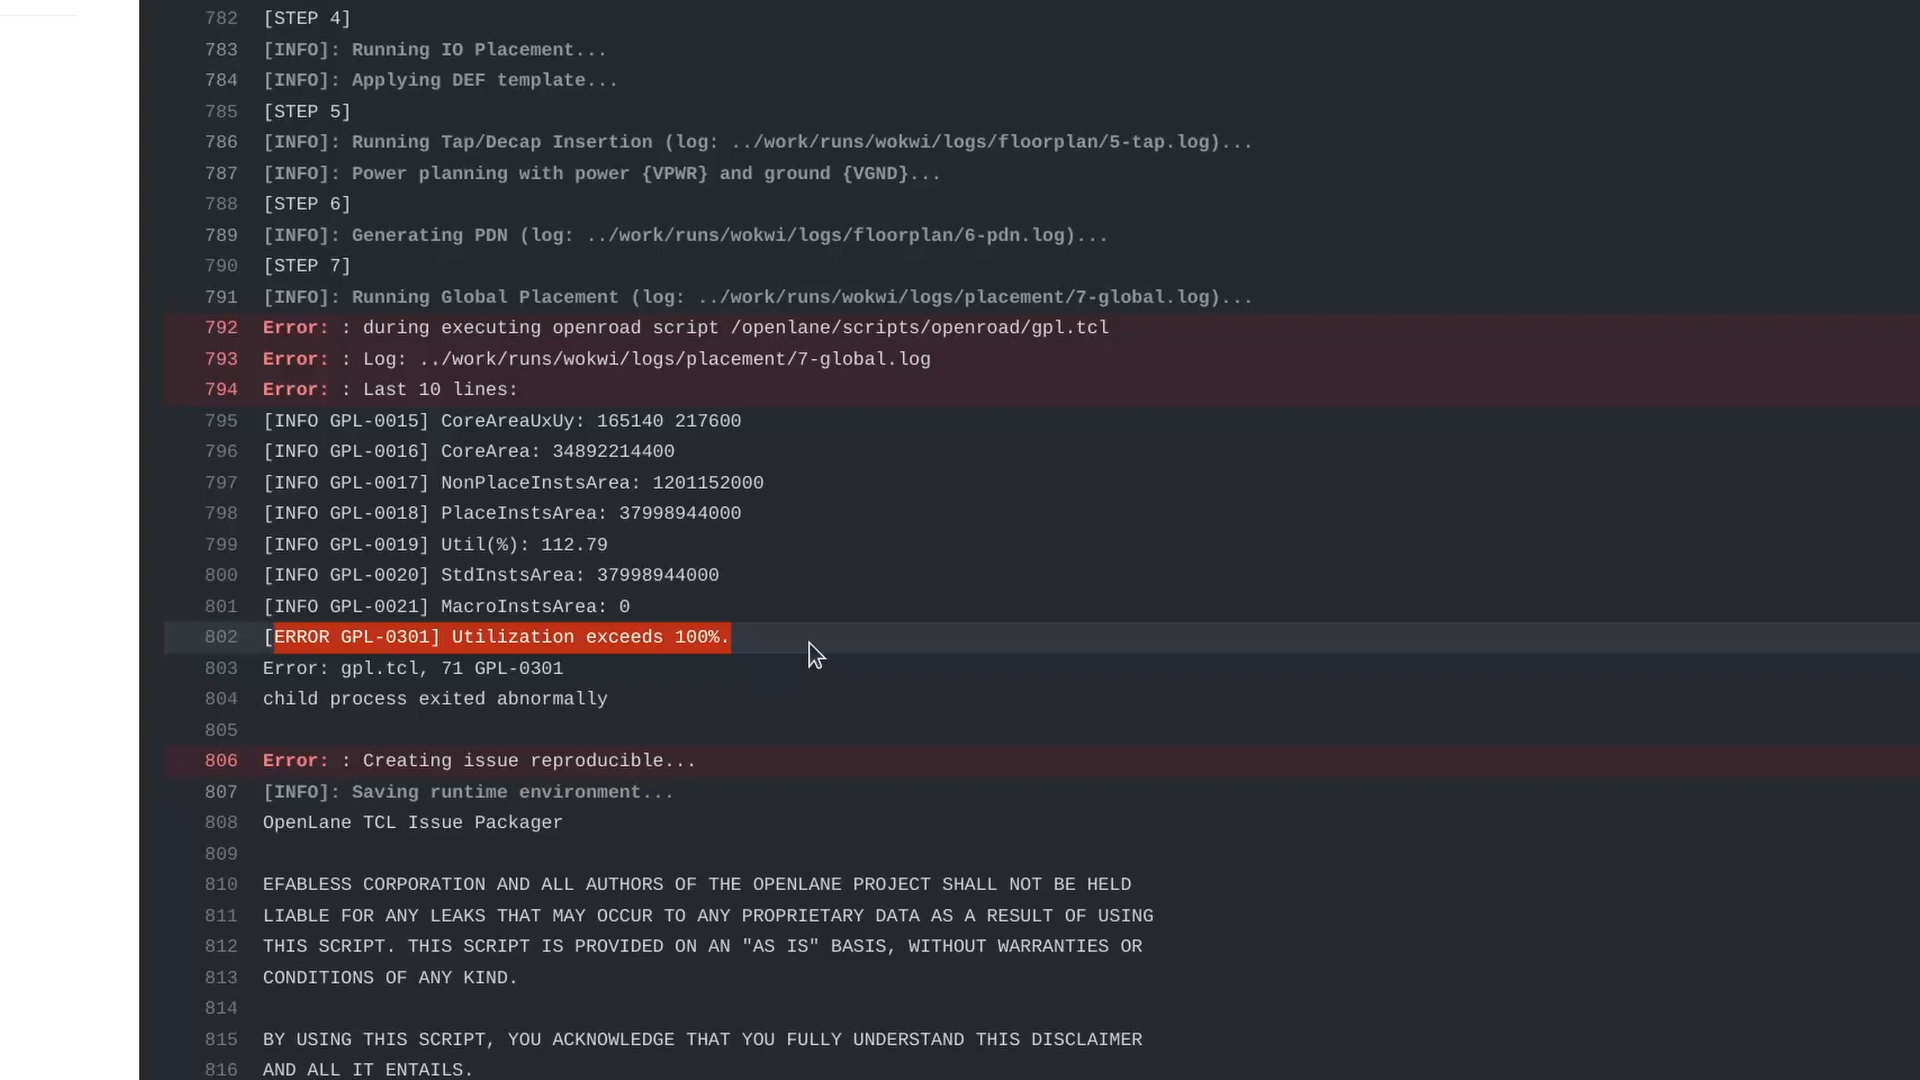 782 [STEP 4]
783 [INFO]: Running IO Placement...
784 [INFO]: Applying DEF template...
785 [STEP 5]
786 [INFO]: Running Tap/Decap Insertion (log: ../work/runs/wokwi/logs/floorplan/5-tap.log)...
787 [INFO]: Power planning with power {VPWR} and ground {VGND}...
788 [STEP 6]
789 [INFO]: Generating PDN (log: ../work/runs/wokwi/logs/floorplan/6-pdn.log)...
790 [STEP 7]
791 [INFO]: Running Global Placement (log: ../work/runs/wokwi/logs/placement/7-global.log)...
792 Error: : during executing openroad script /openlane/scripts/openroad/gpl.tcl
793 Error: : Log: ../work/runs/wokwi/logs/placement/7-global.log
794 Error: : Last 10 lines:
795 [INFO GPL-0015] CoreAreaUxUy: 165140 217600
796 [INFO GPL-0016] CoreArea: 34892214400
797 [INFO GPL-0017] NonPlaceInstsArea: 1201152000
798 [INFO GPL-0018] PlaceInstsArea: 37998944000
799 [INFO GPL-0019] Util(%): 112.79
800 [INFO GPL-0020] StdInstsArea: 37998944000
801 [INFO GPL-0021] MacroInstsArea: 0
802 [ERROR GPL-0301] Utilization exceeds 100%.
803 Error: gpl.tcl, 71 GPL-0301
804 child process exited abnormally
805
806 Error: : Creating issue reproducible...
807 [INFO]: Saving runtime environment...
808 OpenLane TCL Issue Packager
809
810 EFABLESS CORPORATION AND ALL AUTHORS OF THE OPENLANE PROJECT SHALL NOT BE HELD
811 LIABLE FOR ANY LEAKS THAT MAY OCCUR TO ANY PROPRIETARY DATA AS A RESULT OF USING
812 THIS SCRIPT. THIS SCRIPT IS PROVIDED ON AN "AS IS" BASIS, WITHOUT WARRANTIES OR
813 CONDITIONS OF ANY KIND.
814
815 BY USING THIS SCRIPT, YOU ACKNOWLEDGE THAT YOU FULLY UNDERSTAND THIS DISCLAIMER
816 AND ALL IT ENTAILS.